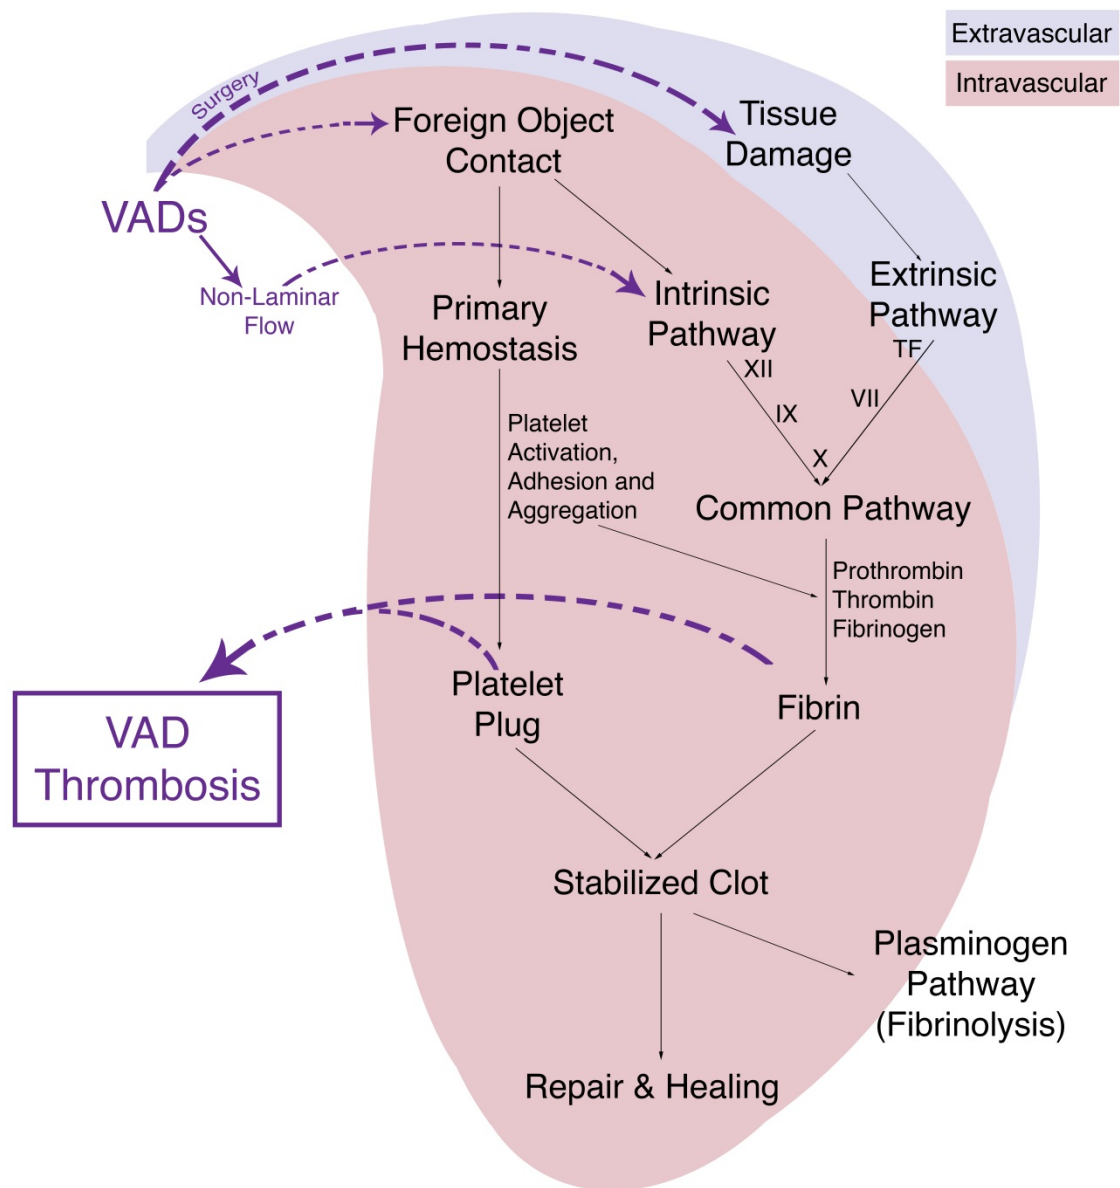 Extravascular
Intravascular
Surgery
Foreign Object
Contact
Tissue
Damage
VADs
Non-Laminar
Flow
Primary
Hemostasis
Intrinsic
Pathway
Extrinsic
Pathway
TF
XII
VII
IX
X
Platelet
Activation,
Adhesion and
Aggregation
Common Pathway
Prothrombin
Thrombin
Fibrinogen
Platelet
Plug
Fibrin
VAD
Thrombosis
Stabilized Clot
Plasminogen
Pathway
(Fibrinolysis)
Repair & Healing